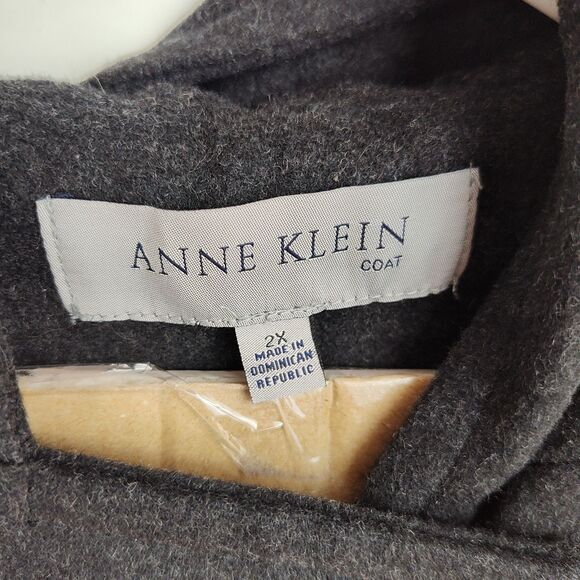 ANNE KLEIN
COAT
2X
MADE IN
DOMINICAN
REPUBLIC